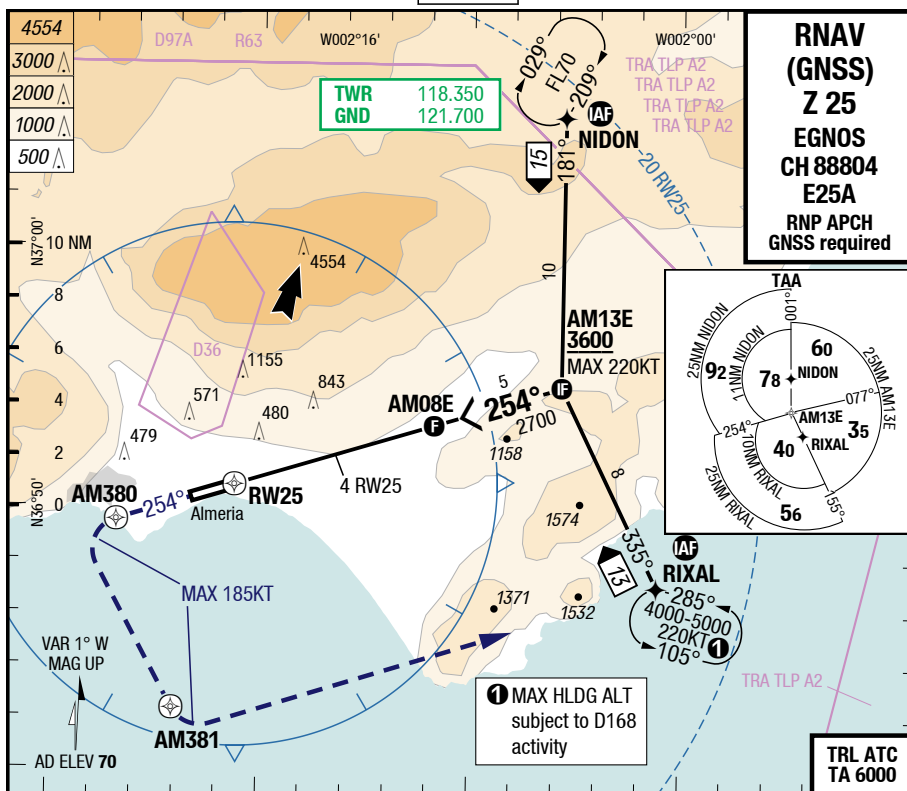 4554
3000
2000
1000
500
D97A
R63
W002°16'
W002°00'
TWR 118.350
GND 121.700
029°
FL70
209°
IAF
NIDON
TRA TLP A2
TRA TLP A2
TRA TLP A2
TRA TLP A2
20 RW25
RNAV
(GNSS)
Z 25
EGNOS
CH 88804
E25A
RNP APCH
GNSS required
15
181°
10
N37°00'
10 NM
8
6
4
2
0
N36°50'
4554
D36
1155
571
843
480
479
AM13E
3600
MAX 220KT
IF
5
254°
2700
1158
AM08E
F
4 RW25
RW25
AM380
254°
Almeria
8
1574
335°
13
IAF
RIXAL
285°
4000-5000
220KT 1
105°
1371
1532
MAX 185KT
VAR 1° W
MAG UP
AD ELEV 70
AM381
1 MAX HLDG ALT
subject to D168
activity
TRA TLP A2
TRL ATC
TA 6000
TAA
001°
25NM NIDON
11NM NIDON
92
78
NIDON
60
25NM AM13E
077°
AM13E
254°
RIXAL
35
40
10NM RIXAL
25NM RIXAL
155°
56